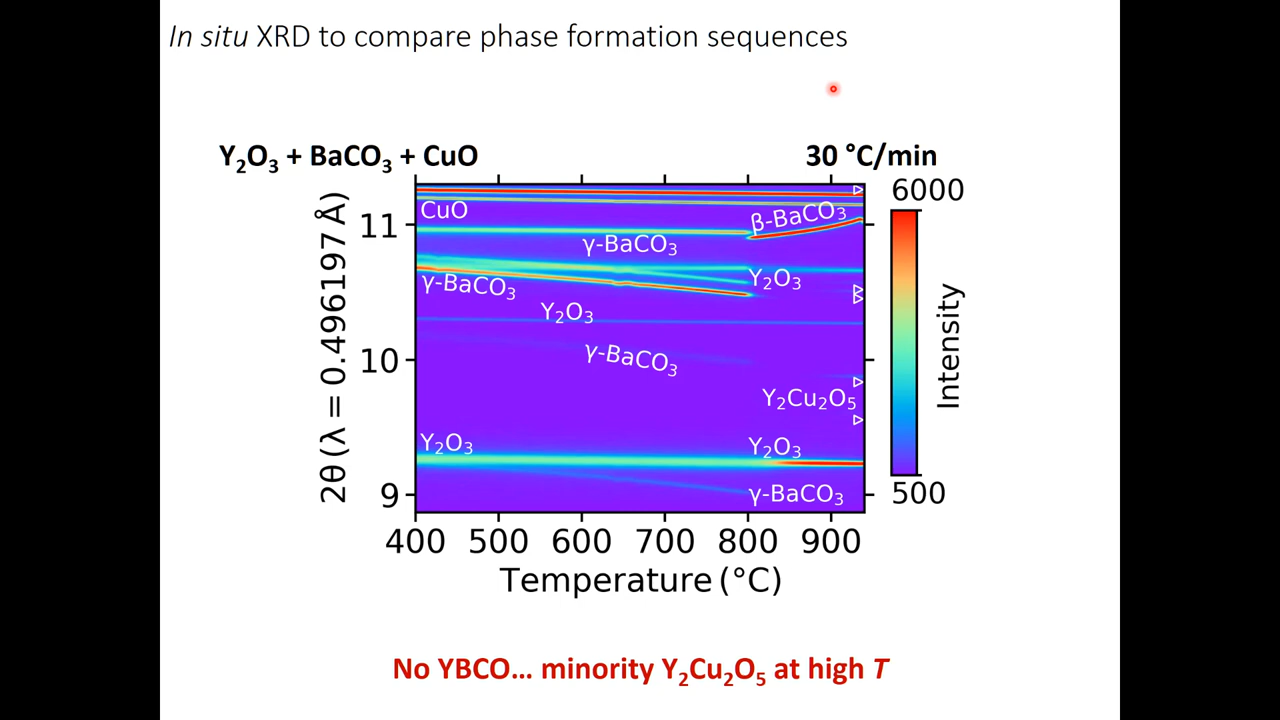 In situ XRD to compare phase formation sequences
Y₂O₃ + BaCO₃ + CuO
30 °C/min
6000
CuO
β-BaCO₃
11
γ-BaCO₃
Y₂O₃
γ-BaCO₃
Y₂O₃
10
γ-BaCO₃
Y₂Cu₂O₅
Y₂O₃
Y₂O₃
9
γ-BaCO₃
500
2θ (λ = 0.496197 Å)
Intensity
400 500 600 700 800 900
Temperature (°C)
No YBCO... minority Y₂Cu₂O₅ at high T